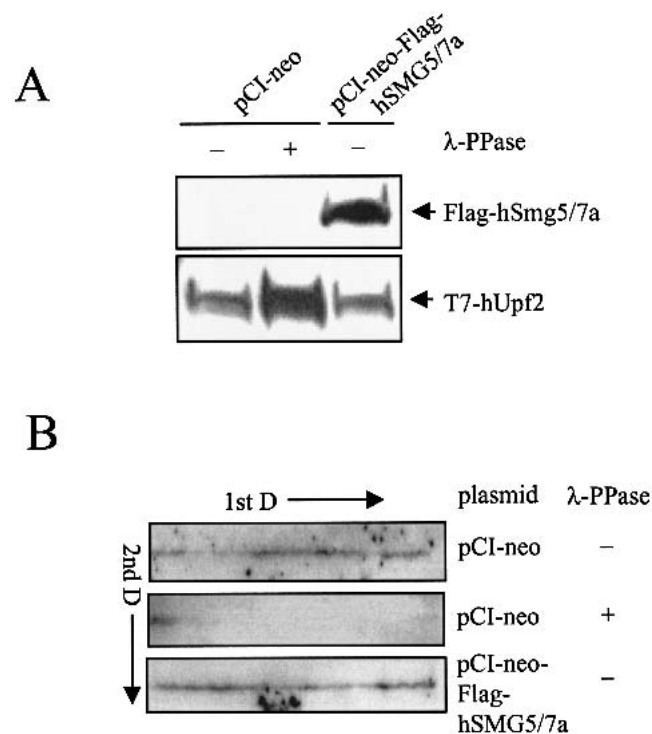 A
pCI-neo
pCI-neo-Flag-
hSMG5/7a
− + − λ-PPase
Flag-hSmg5/7a
T7-hUpf2
B
1st D
plasmid λ-PPase
2nd D
pCI-neo −
pCI-neo +
pCI-neo- −
Flag-
hSMG5/7a